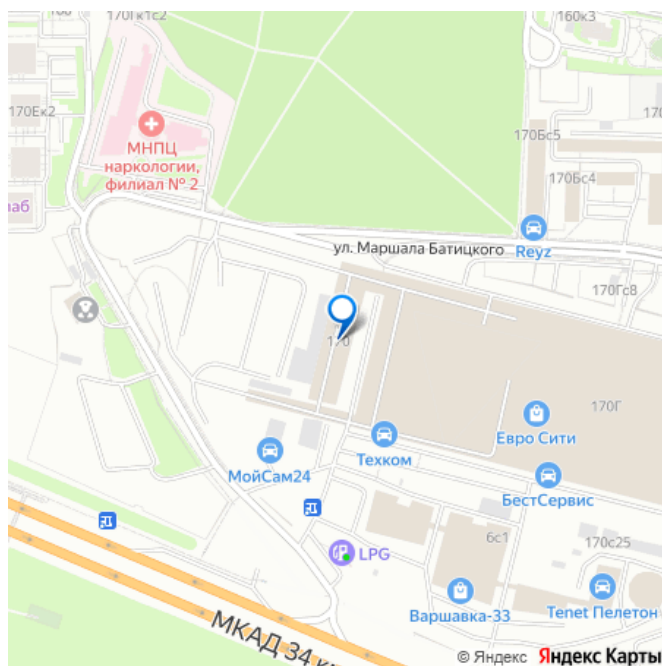 170Гк1с2
160к3
170Ек2
МНПЦ
наркологии,
филиал № 2
170Бс5
170Бс4
заб
ул. Маршала Батицкого
Reyz
170Гс8
170
170Г
Евро Сити
Техком
МойСам24
БестСервис
6с1
170с25
LPG
Варшавка-33
Tenet Пелетон
МКАД 34 к
© Яндекс Яндекс Карты